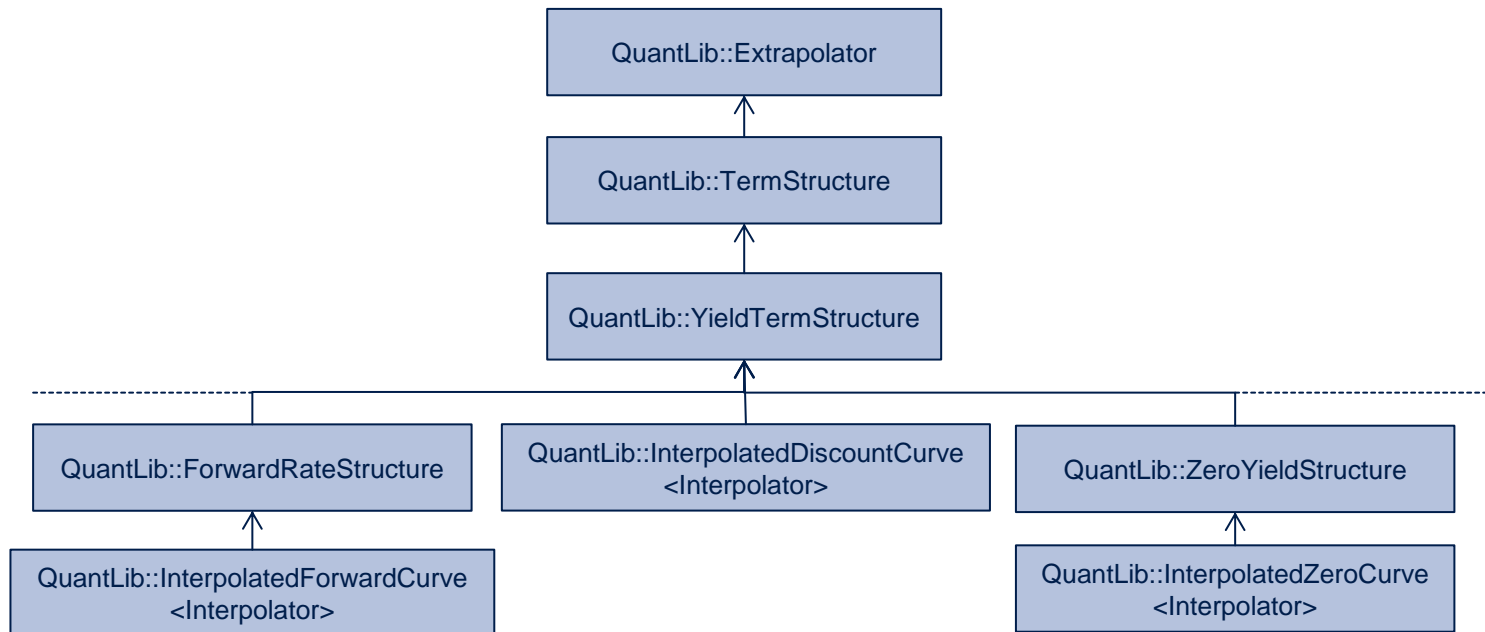 QuantLib::Extrapolator
QuantLib::TermStructure
QuantLib::YieldTermStructure
QuantLib::ForwardRateStructure
QuantLib::InterpolatedDiscountCurve
<Interpolator>
QuantLib::ZeroYieldStructure
QuantLib::InterpolatedForwardCurve
<Interpolator>
QuantLib::InterpolatedZeroCurve
<Interpolator>